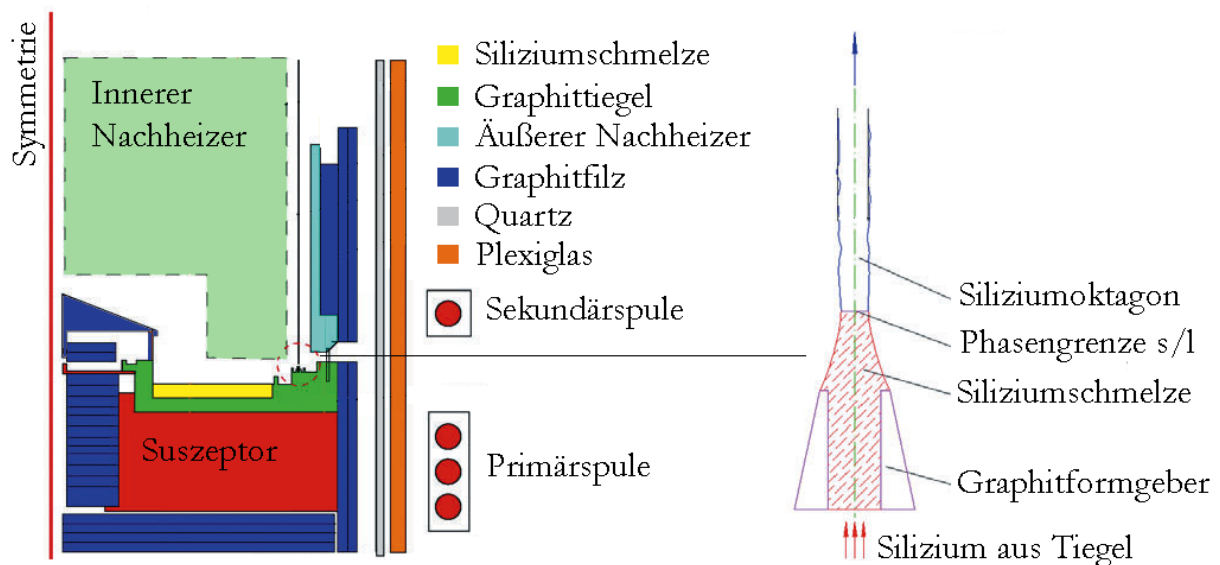 Symmetrie
Innerer
Nachheizer
Suszeptor
Siliziumschmelze
Graphittiegel
Äußerer Nachheizer
Graphitfilz
Quartz
Plexiglas
Sekundärspule
Primärspule
Siliziumoktagon
Phasengrenze s/l
Siliziumschmelze
Graphitformgeber
Silizium aus Tiegel